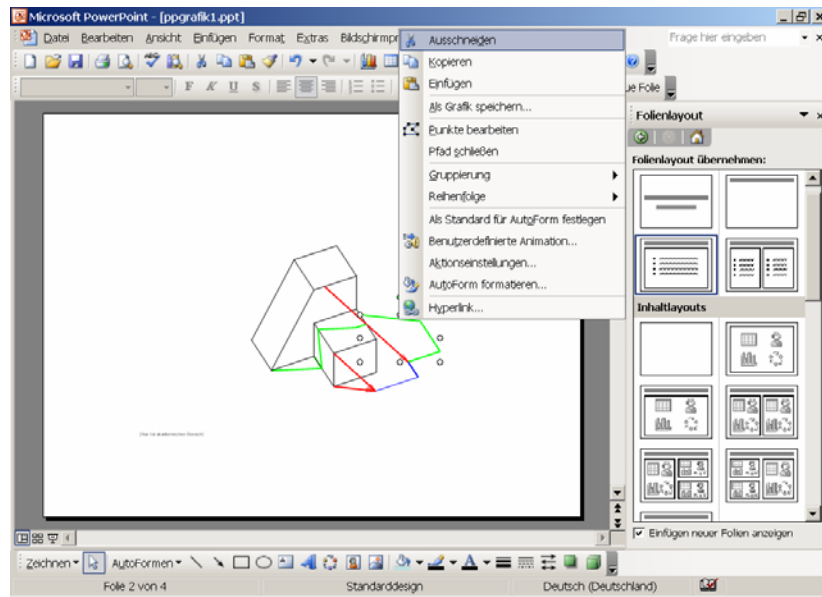 Microsoft PowerPoint - [ppgrafik1.ppt]
Datei Bearbeiten Ansicht Einfügen Format Extras Bildschirmpr
Frage hier eingeben
F K U S
ue Folie
Ausschneiden
Kopieren
Einfügen
Als Grafik speichern...
Punkte bearbeiten
Pfad schließen
Gruppierung
Reihenfolge
Als Standard für AutoForm festlegen
Benutzerdefinierte Animation...
Aktionseinstellungen...
AutoForm formatieren...
Hyperlink...
Folienlayout
Folienlayout übernehmen:
Inhaltlayouts
Einfügen neuer Folien anzeigen
Zeichnen AutoFormen
Folie 2 von 4 Standarddesign Deutsch (Deutschland)